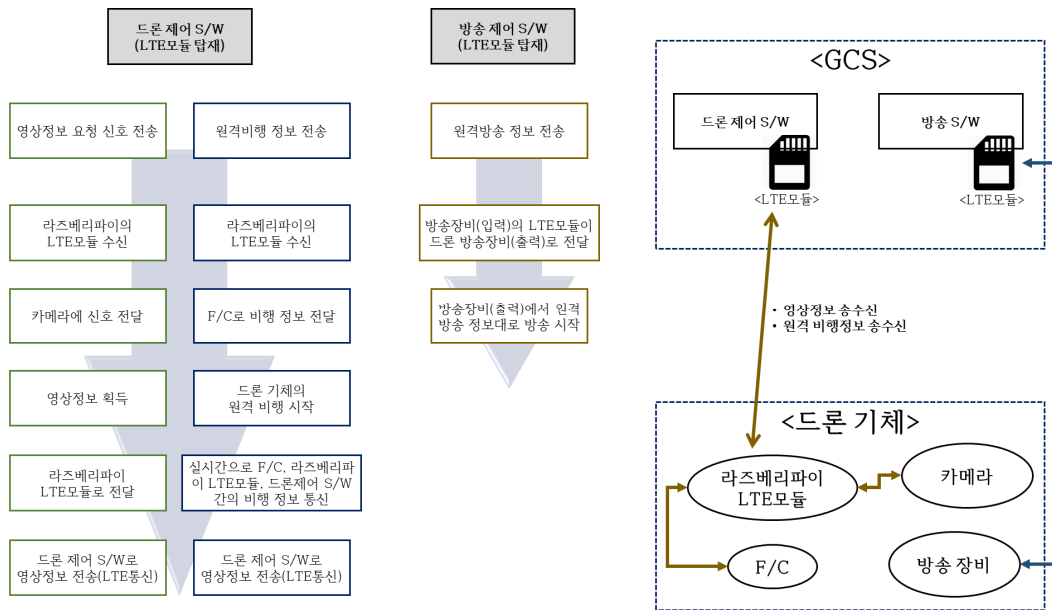 드론 제어 S/W
(LTE모듈 탑재)
영상정보 요청 신호 전송
원격비행 정보 전송
라즈베리파이의
LTE모듈 수신
라즈베리파이의
LTE모듈 수신
카메라에 신호 전달
F/C로 비행 정보 전달
영상정보 획득
드론 기체의
원격 비행 시작
라즈베리파이
LTE모듈로 전달
실시간으로 F/C, 라즈베리파
이 LTE모듈, 드론제어 S/W
간의 비행 정보 통신
드론 제어 S/W로
영상정보 전송(LTE통신)
드론 제어 S/W로
영상정보 전송(LTE통신)
방송 제어 S/W
(LTE모듈 탑재)
원격방송 정보 전송
방송장비(입력)의 LTE모듈이
드론 방송장비(출력)로 전달
방송장비(출력)에서 원격
방송 정보대로 방송 시작
<GCS>
드론 제어 S/W
<LTE모듈>
방송 S/W
<LTE모듈>
• 영상정보 송수신
• 원격 비행정보 송수신
<드론 기체>
라즈베리파이
LTE모듈
카메라
F/C
방송 장비